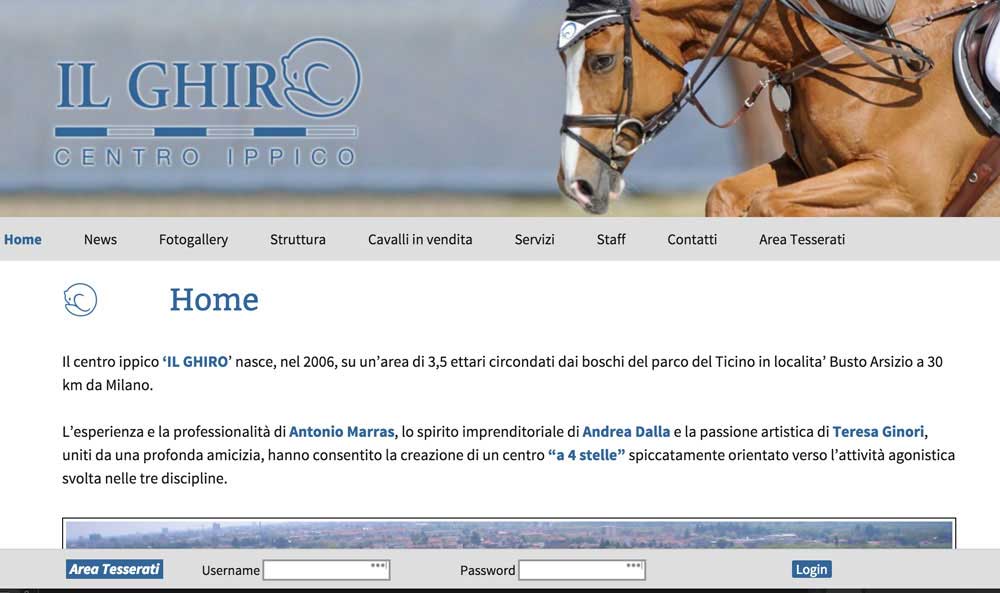 IL GHIRO
CENTRO IPPICO
Home News Fotogallery Struttura Cavalli in vendita Servizi Staff Contatti Area Tesserati
Home
Il centro ippico ‘IL GHIRO’ nasce, nel 2006, su un’area di 3,5 ettari circondati dai boschi del parco del Ticino in localita’ Busto Arsizio a 30
km da Milano.
L’esperienza e la professionalità di Antonio Marras, lo spirito imprenditoriale di Andrea Dalla e la passione artistica di Teresa Ginori,
uniti da una profonda amicizia, hanno consentito la creazione di un centro “a 4 stelle” spiccatamente orientato verso l’attività agonistica
svolta nelle tre discipline.
Area Tesserati Username Password Login